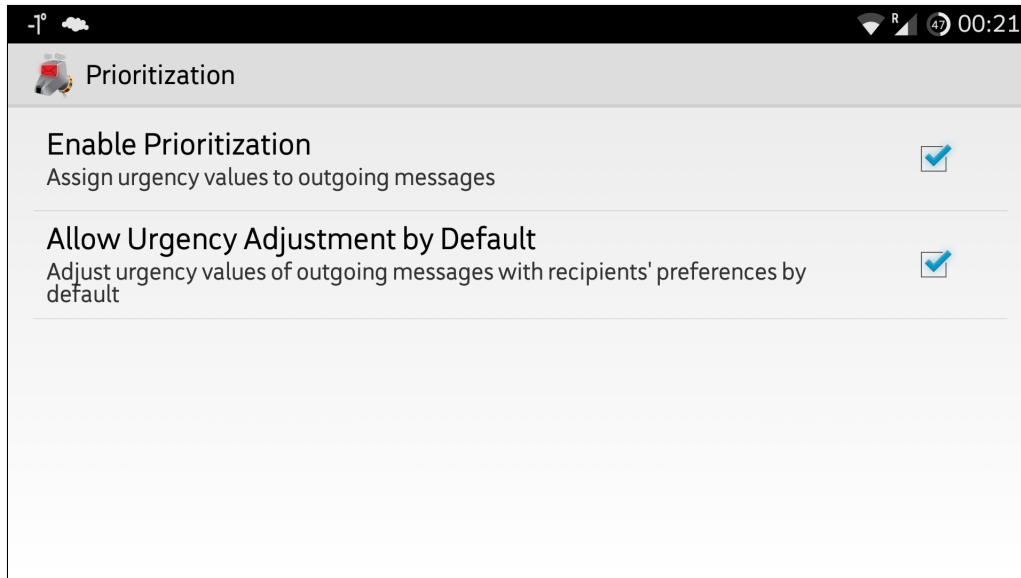 -1° R 47 00:21
Prioritization
Enable Prioritization
Assign urgency values to outgoing messages
Allow Urgency Adjustment by Default
Adjust urgency values of outgoing messages with recipients' preferences by
default